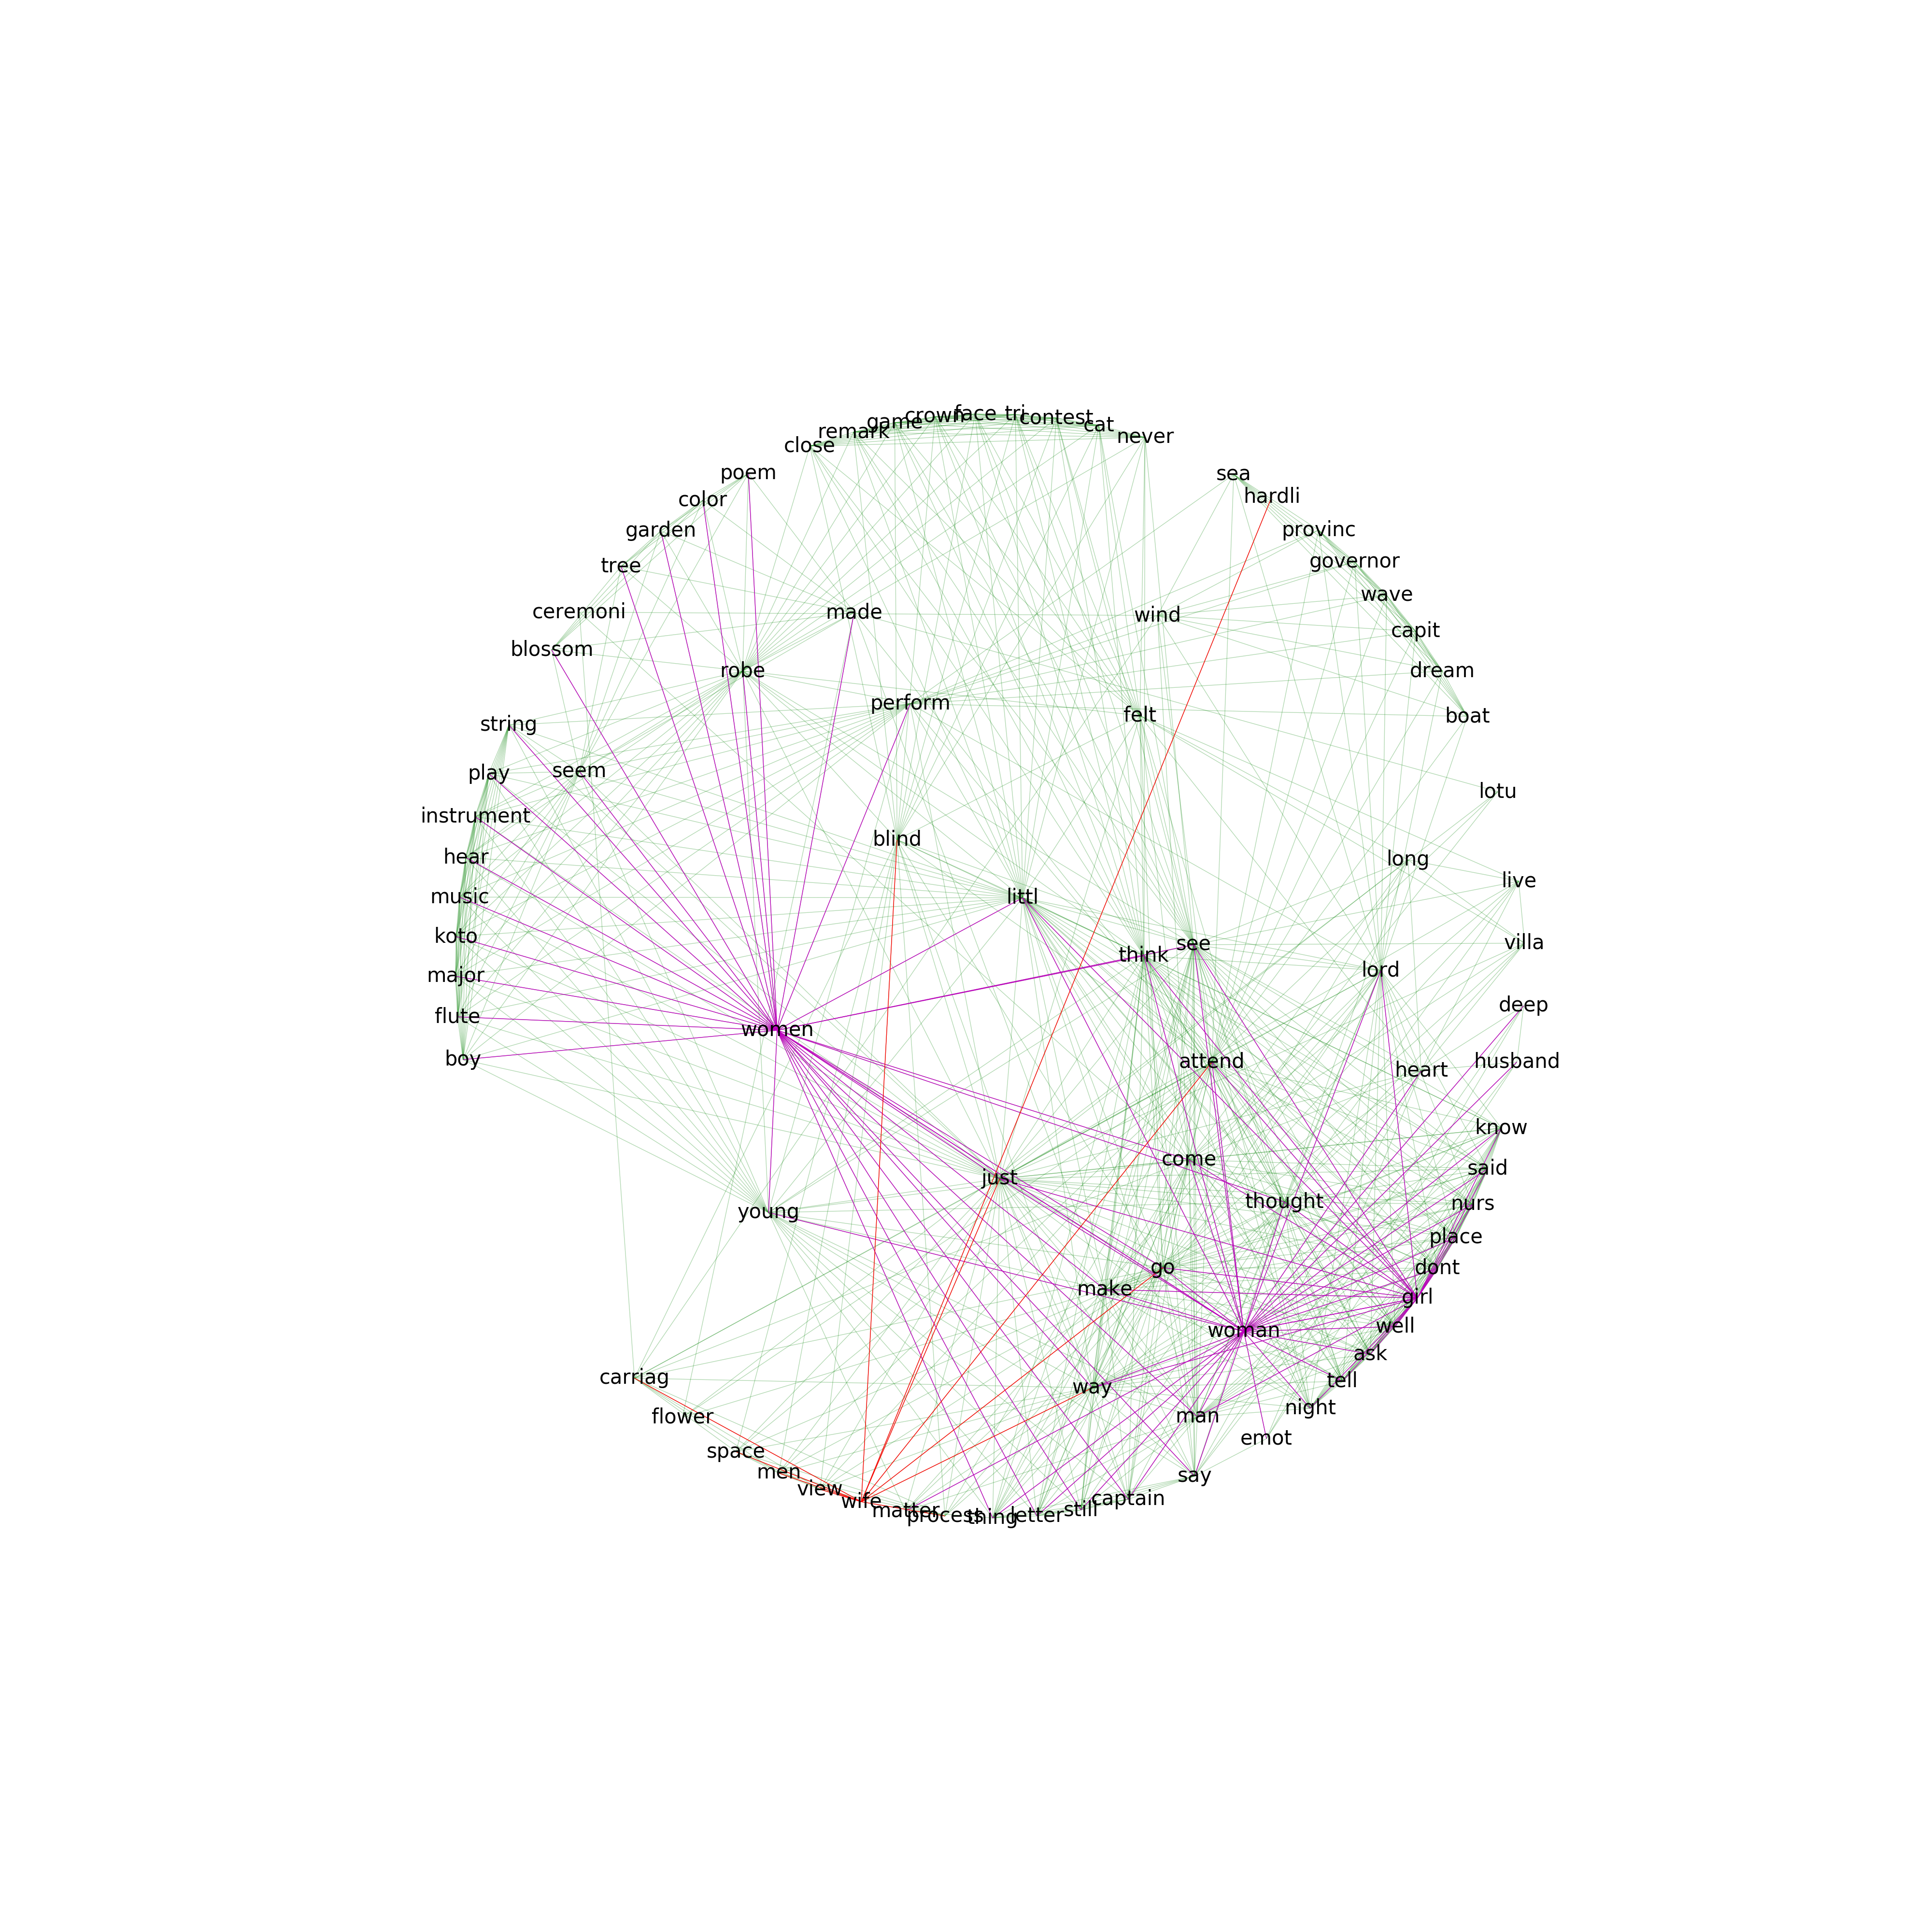 face
tri
crown
contest
game
cat
remark
never
close
poem
sea
hardli
color
garden
provinc
governor
tree
wave
ceremoni
made
wind
capit
blossom
robe
dream
perform
felt
boat
string
seem
play
lotu
instrument
blind
hear
long
live
music
littl
koto
see
villa
think
lord
major
deep
flute
women
boy
attend
husband
heart
know
come
said
just
thought
nurs
young
place
go
dont
make
girl
well
woman
ask
carriag
tell
way
night
flower
man
emot
space
men
say
view
captain
wife
still
matter
process
letter
thing